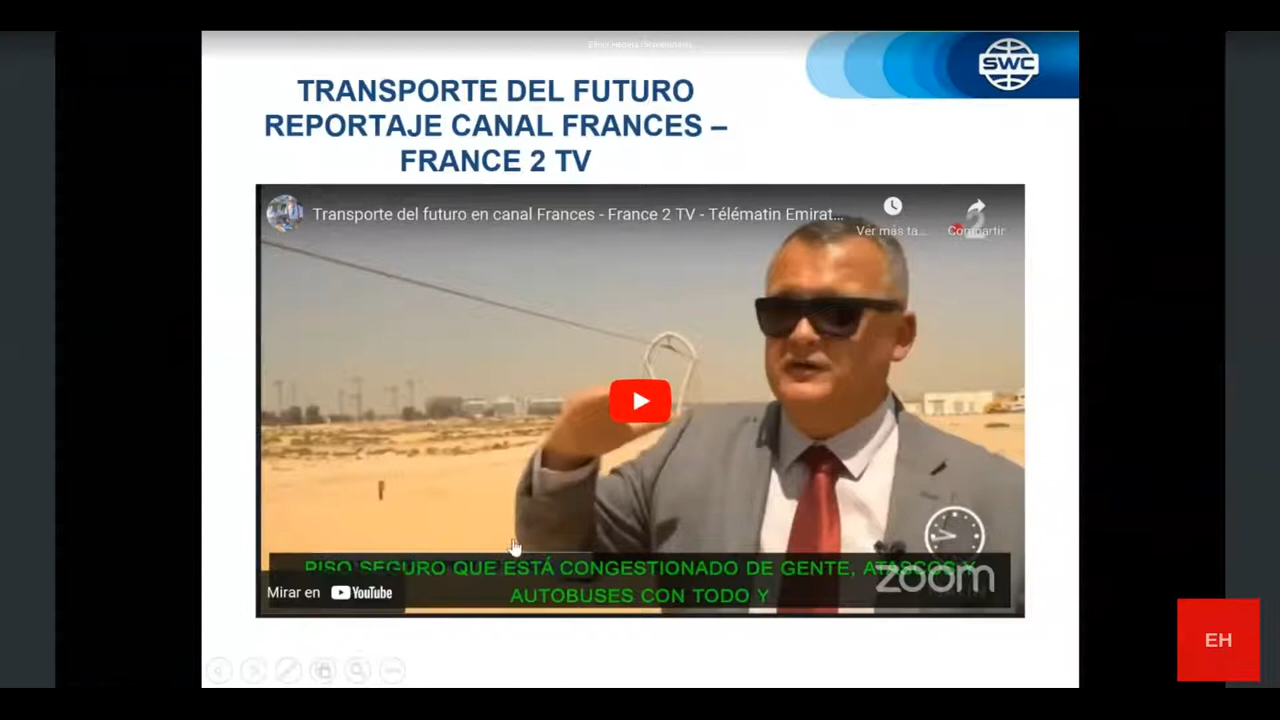 SWC
TRANSPORTE DEL FUTURO
REPORTAJE CANAL FRANCES –
FRANCE 2 TV
Transporte del futuro en canal Frances - France 2 TV - Télématin Emirat...
Ver más ta...
Compartir
2
PISO SEGURO QUE ESTÁ CONGESTIONADO DE GENTE, ATASCOS Y
AUTOBUSES CON TODO Y
Mirar en YouTube
zoom
EH